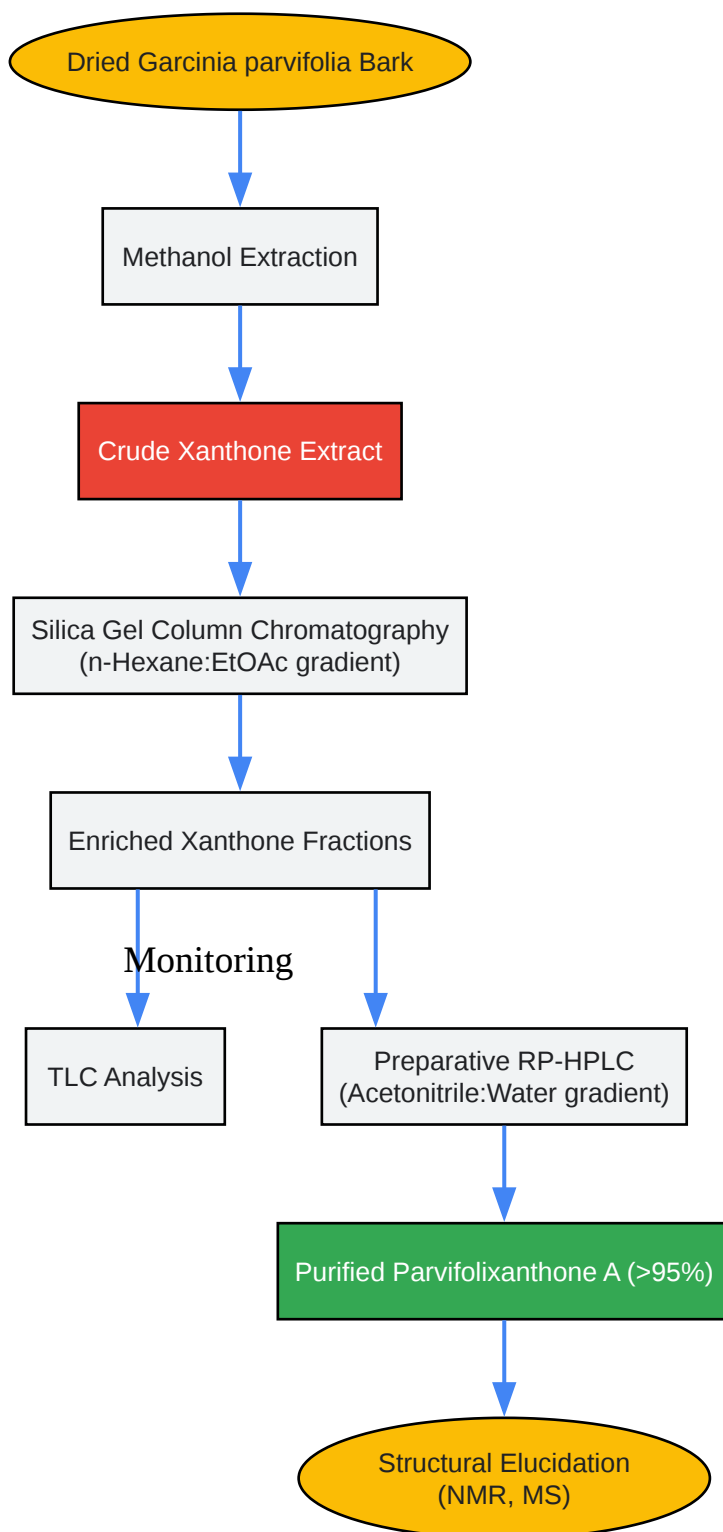 Dried Garcinia parvifolia Bark
Methanol Extraction
Crude Xanthone Extract
Silica Gel Column Chromatography
(n-Hexane:EtOAc gradient)
Enriched Xanthone Fractions
Monitoring
TLC Analysis
Preparative RP-HPLC
(Acetonitrile:Water gradient)
Purified Parvifolixanthone A (>95%)
Structural Elucidation
(NMR, MS)